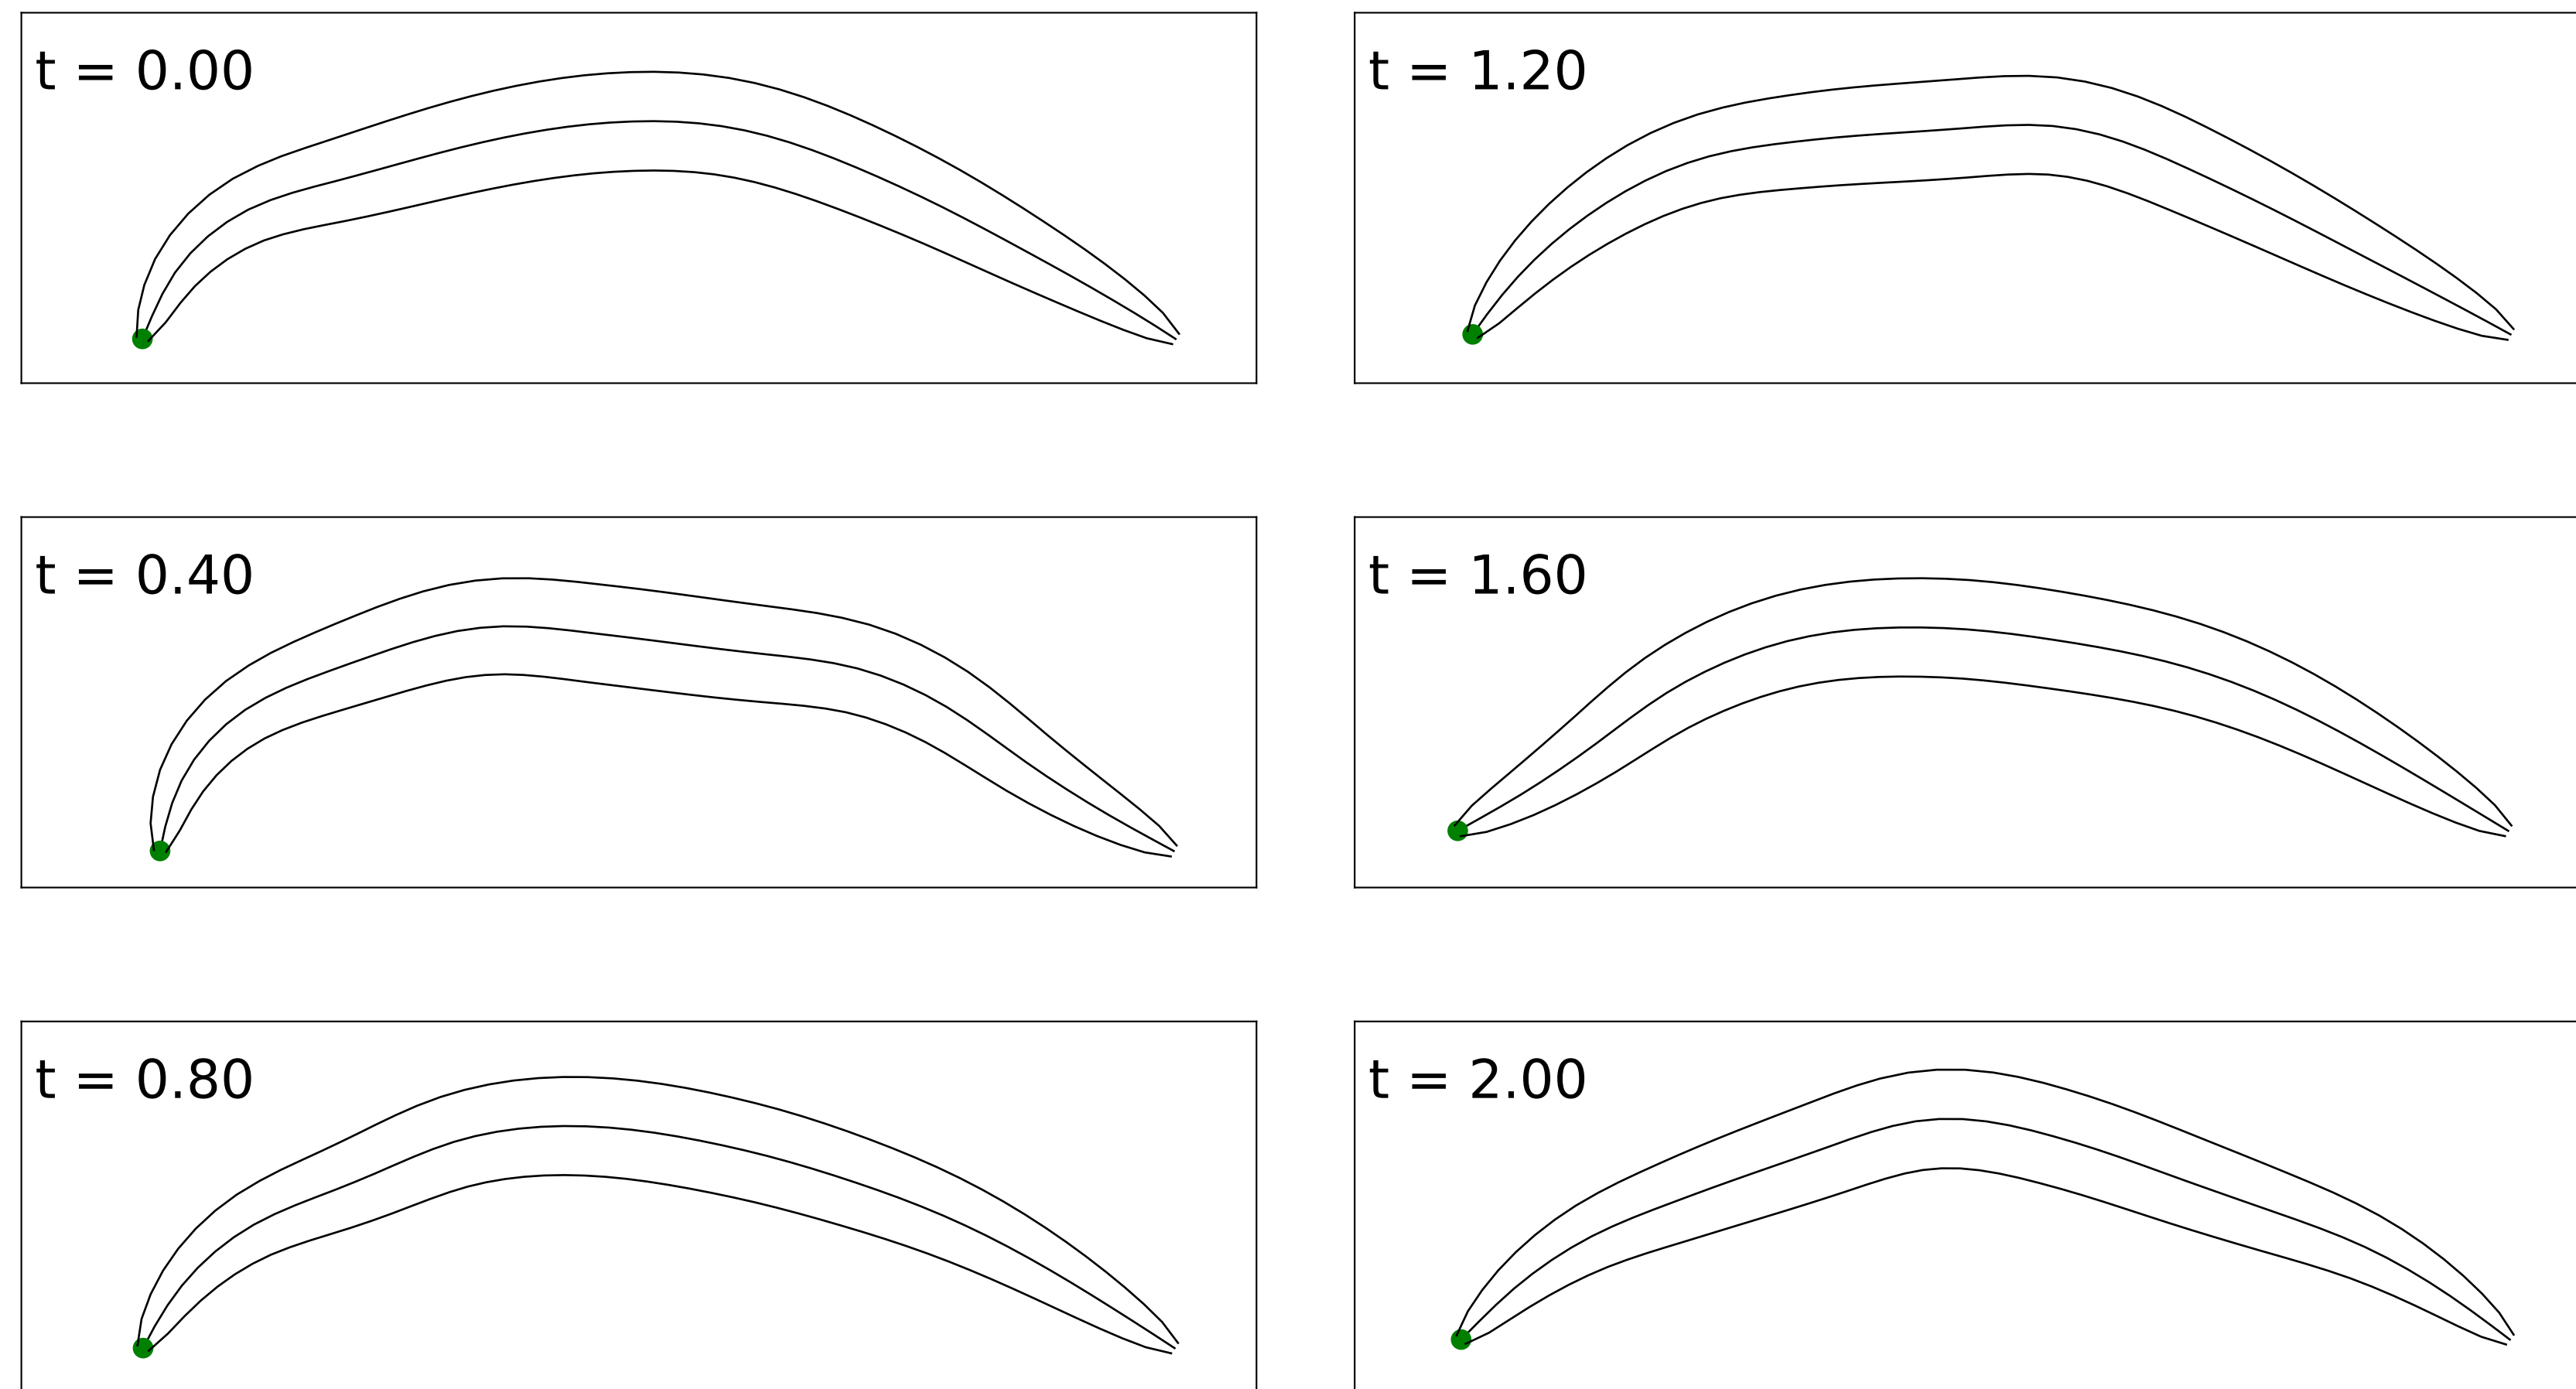 t = 0.00
t = 1.20
t = 0.40
t = 1.60
t = 0.80
t = 2.00